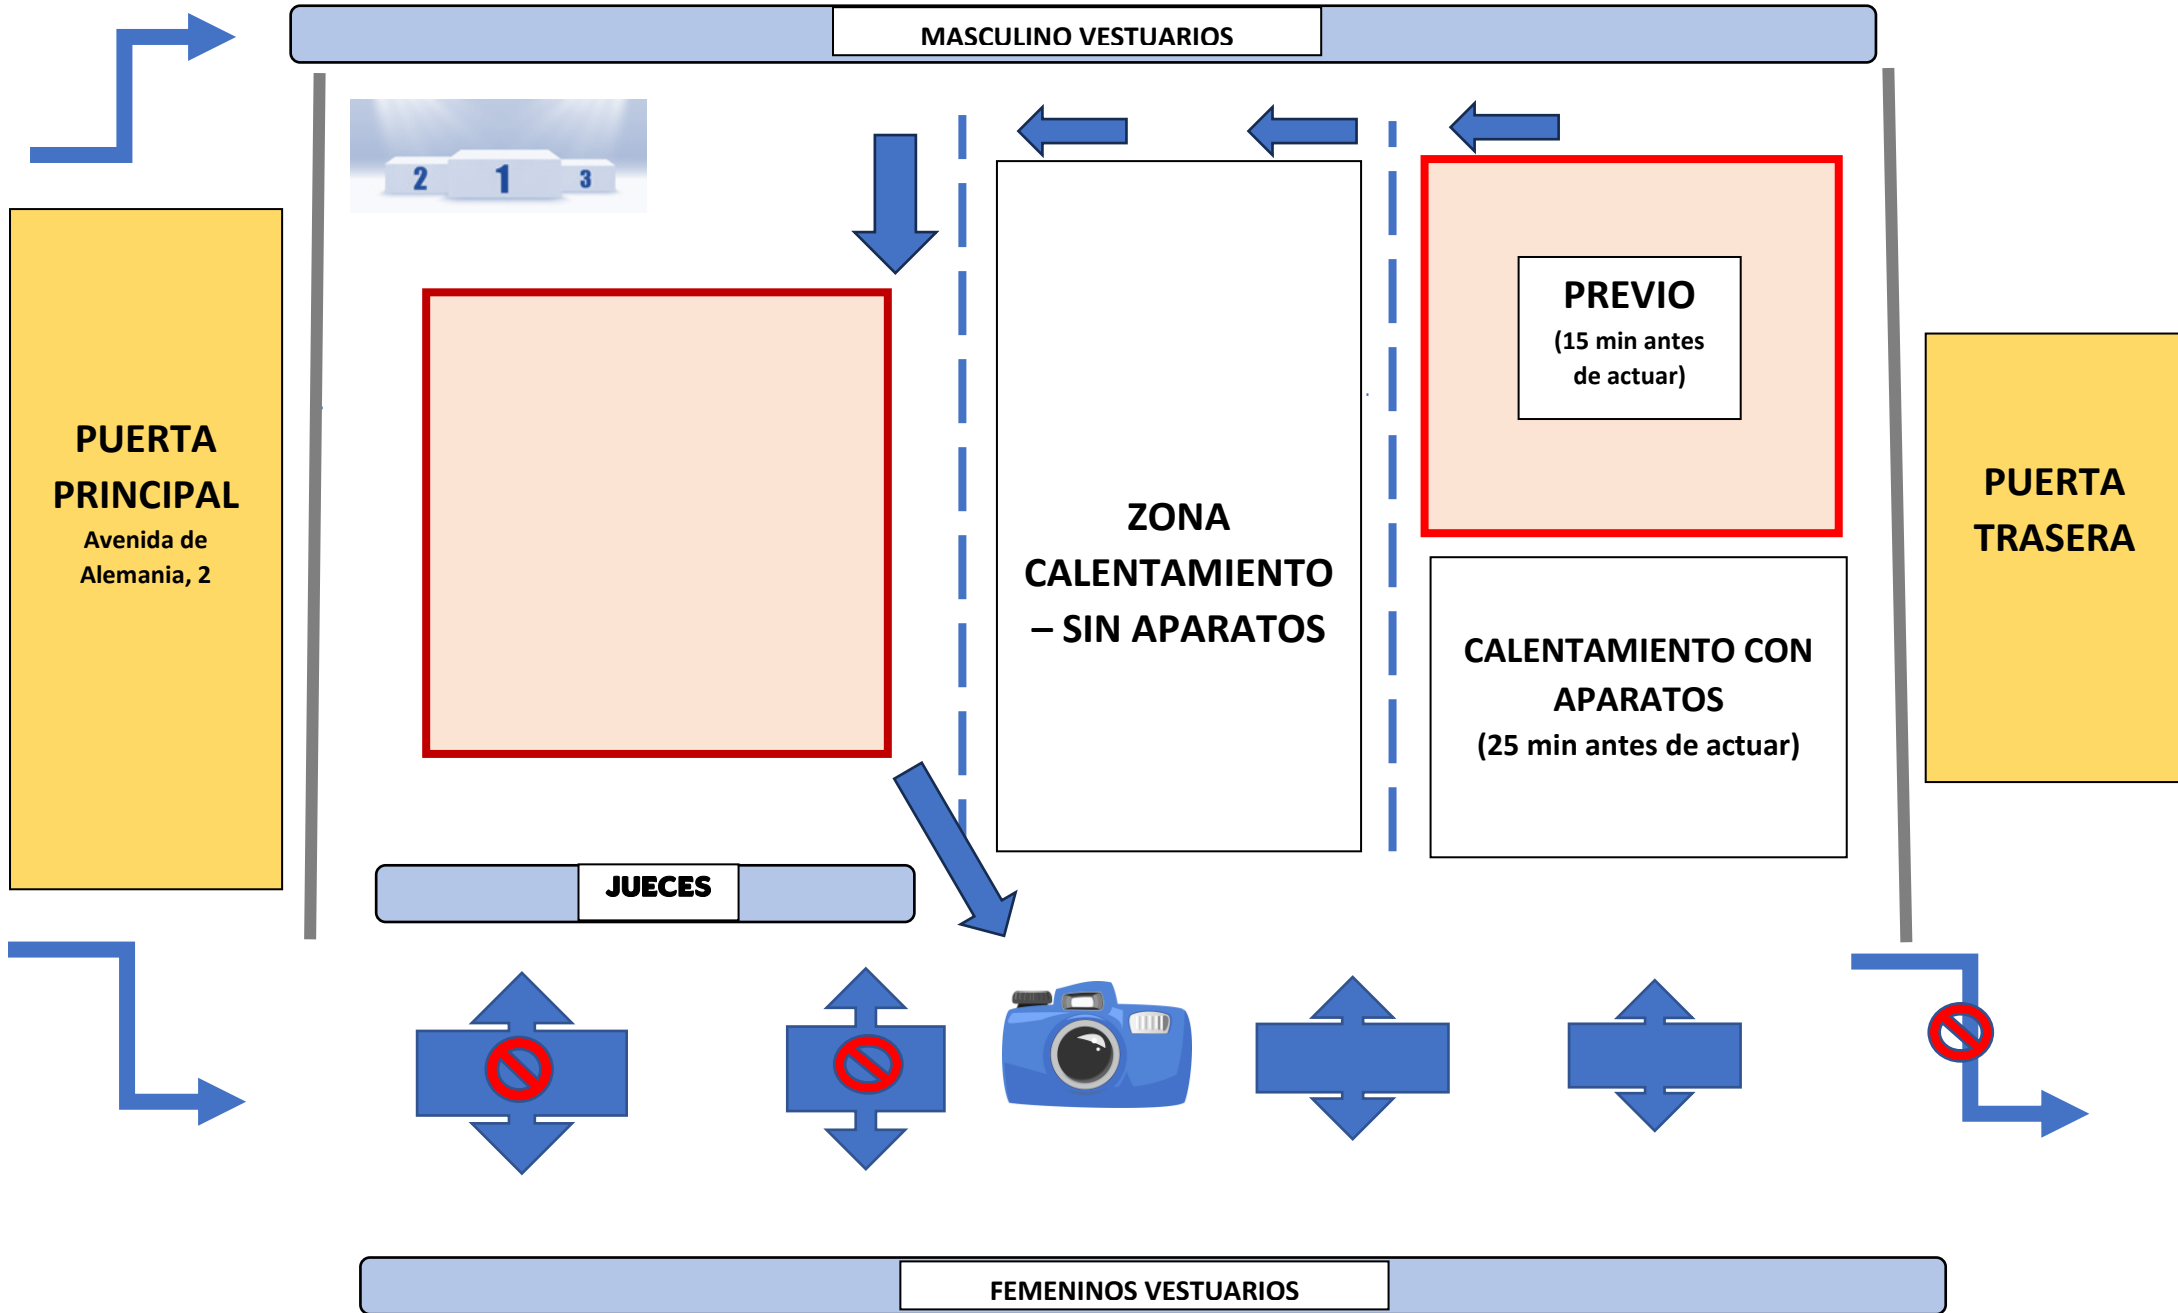 MASCULINO VESTUARIOS
2 1 3
PUERTA
PRINCIPAL
Avenida de
Alemania, 2
ZONA
CALENTAMIENTO
– SIN APARATOS
PREVIO
(15 min antes
de actuar)
CALENTAMIENTO CON
APARATOS
(25 min antes de actuar)
PUERTA
TRASERA
JUECES
FEMENINOS VESTUARIOS